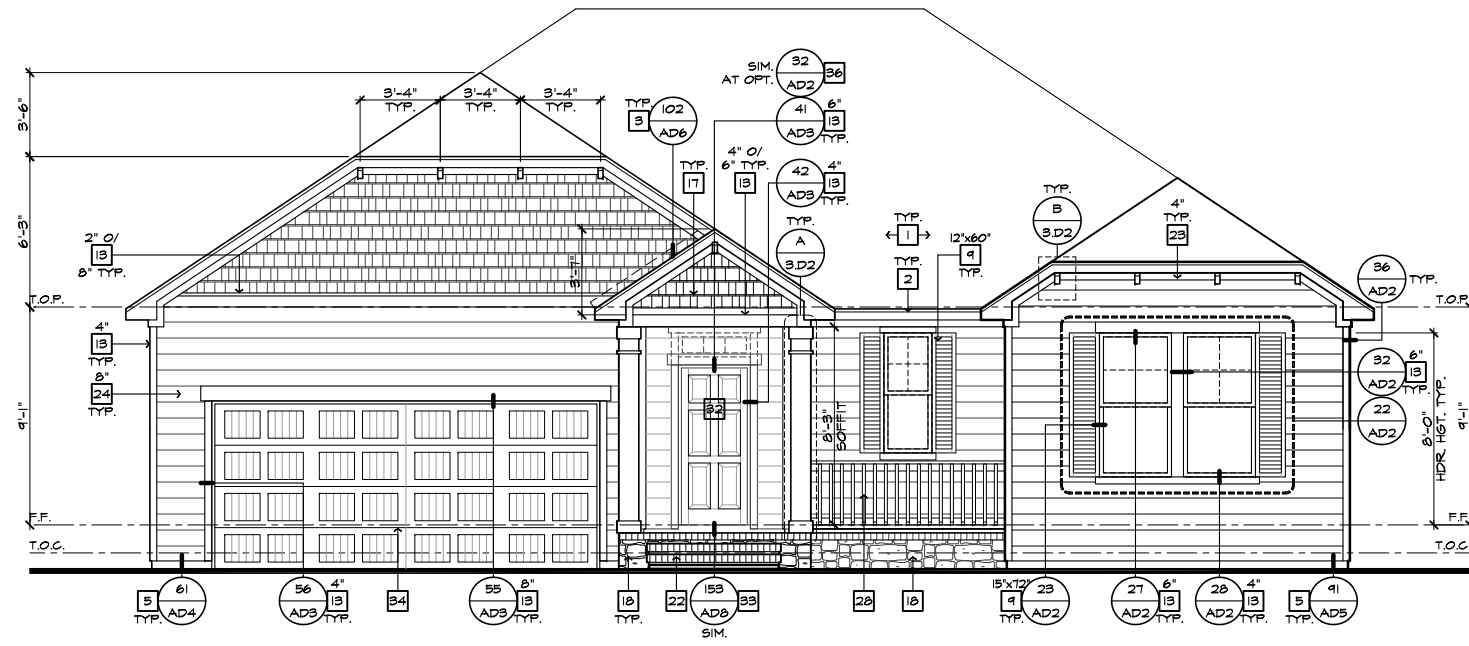 SIM.
AT OPT.
32
AD2
36
3'-4"
TYP.
3'-4"
TYP.
3'-4"
TYP.
3'-6"
TYP.
3
102
AD6
41
AD3
6"
13
TYP.
4" O/
6" TYP.
13
TYP.
17
42
AD3
4"
13
TYP.
TYP.
B
3.D2
4"
TYP.
23
6'-3"
2" O/
13
8" TYP.
TYP.
A
3.D2
TYP.
1
TYP.
2
12"x60"
9
TYP.
3'-7"
36
AD2
TYP.
T.O.P.
T.O.P.
4"
13
TYP.
8"
24
TYP.
9'-1"
32
8'-3"
SOFFIT
32
AD2
6"
13
TYP.
22
AD2
8'-0"
HDR. HGT. TYP.
9'-1"
F.F.
F.F.
T.O.C.
T.O.C.
5
TYP.
61
AD4
56
AD3
4"
13
TYP.
34
55
AD3
8"
13
TYP.
18
TYP.
22
153
AD8
SIM.
33
28
18
15"x72"
9
TYP.
23
AD2
27
AD2
6"
13
TYP.
28
AD2
4"
13
TYP.
5
TYP.
91
AD5